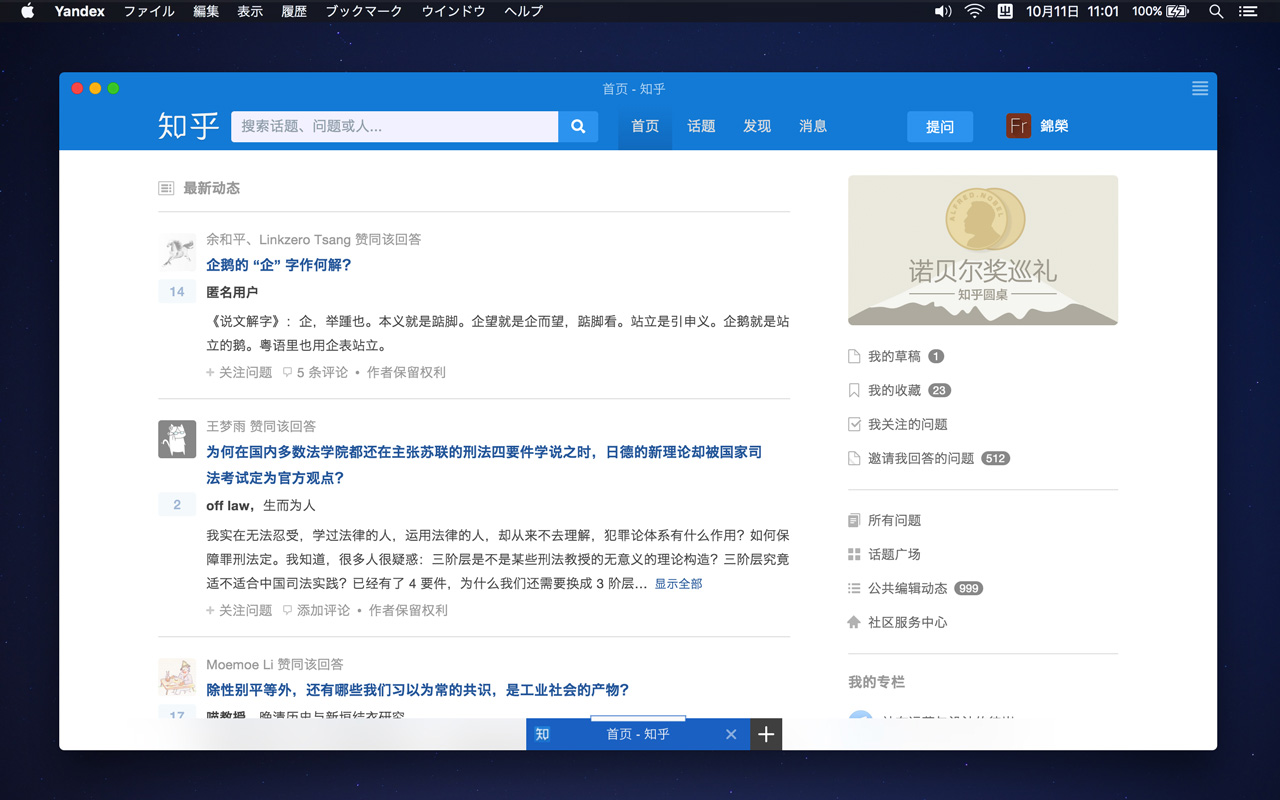 Yandex ファイル 編集 表示 履歴 ブックマーク ウインドウ ヘルプ 10月11日 11:01 100%
首页 - 知乎
知乎 搜索话题、问题或人... 首页 话题 发现 消息 提问 Fr 錦榮
最新动态
余和平、Linkzero Tsang 赞同该回答
企鹅的 “企” 字作何解?
14 匿名用户
《说文解字》：企，举踵也。本义就是踮脚。企望就是企而望，踮脚看。站立是引申义。企鹅就是站
立的鹅。粤语里也用企表站立。
+ 关注问题 5 条评论 • 作者保留权利
王梦雨 赞同该回答
为何在国内多数法学院都还在主张苏联的刑法四要件学说之时，日德的新理论却被国家司
法考试定为官方观点?
2 off law，生而为人
我实在无法忍受，学过法律的人，运用法律的人，却从来不去理解，犯罪论体系有什么作用？如何保
障罪刑法定。我知道，很多人很疑惑：三阶层是不是某些刑法教授的无意义的理论构造？三阶层究竟
适不适合中国司法实践？已经有了 4 要件，为什么我们还需要换成 3 阶层... 显示全部
+ 关注问题 添加评论 • 作者保留权利
Moemoe Li 赞同该回答
除性别平等外，还有哪些我们习以为常的共识，是工业社会的产物?
17 喵教授，晚清历史与新垣结衣研究
ALFRED·NOBEL
诺贝尔奖巡礼
知乎圆桌
我的草稿 1
我的收藏 23
我关注的问题
邀请我回答的问题 512
所有问题
话题广场
公共编辑动态 999
社区服务中心
我的专栏
知 首页 - 知乎